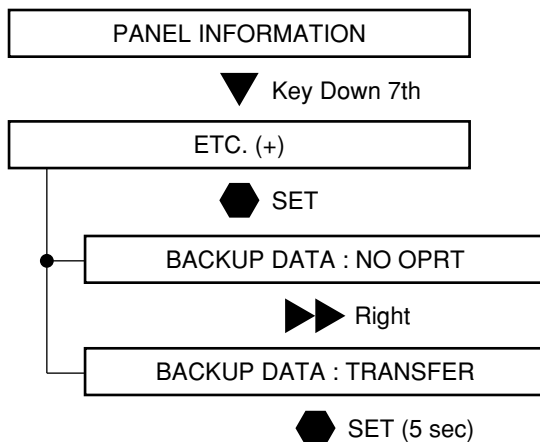 PANEL INFORMATION
Key Down 7th
ETC. (+)
SET
BACKUP DATA : NO OPRT
Right
BACKUP DATA : TRANSFER
SET (5 sec)